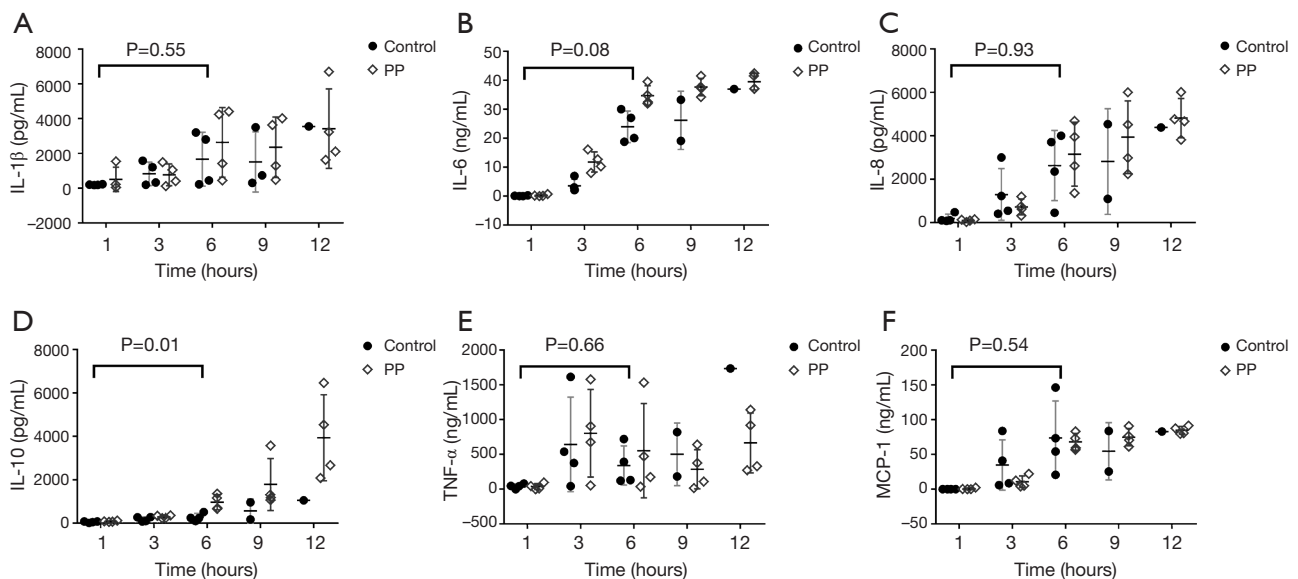 A
P=0.55
Control
PP
8000
6000
4000
2000
0
−2000
IL-1β (pg/mL)
1 3 6 9 12
Time (hours)
B
P=0.08
Control
PP
50
40
30
20
10
0
−10
IL-6 (ng/mL)
1 3 6 9 12
Time (hours)
C
P=0.93
Control
PP
8000
6000
4000
2000
0
IL-8 (pg/mL)
1 3 6 9 12
Time (hours)
D
P=0.01
Control
PP
8000
6000
4000
2000
0
IL-10 (pg/mL)
1 3 6 9 12
Time (hours)
E
P=0.66
Control
PP
2000
1500
1000
500
0
−500
TNF-α (ng/mL)
1 3 6 9 12
Time (hours)
F
P=0.54
Control
PP
200
150
100
50
0
−50
MCP-1 (ng/mL)
1 3 6 9 12
Time (hours)